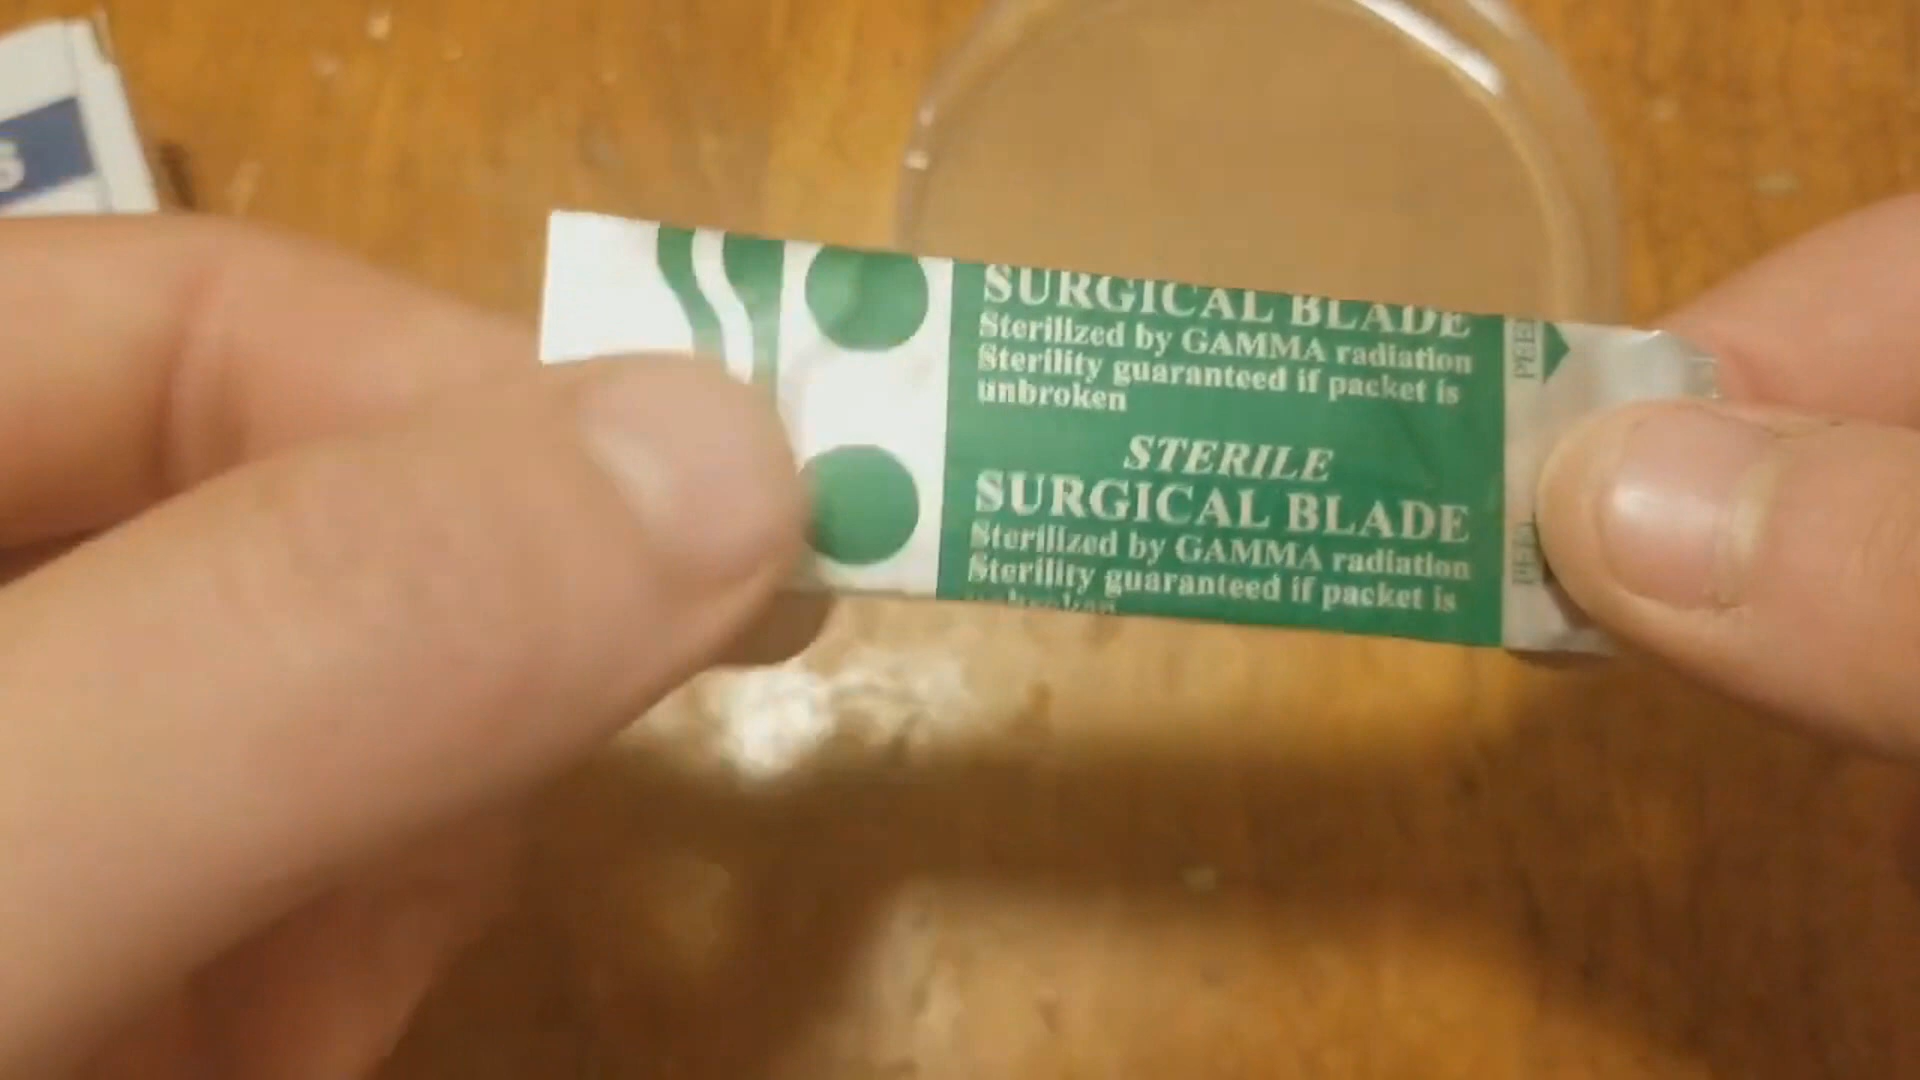 S
SURGICAL BLADE
Sterilized by GAMMA radiation
Sterility guaranteed if packet is
unbroken
STERILE
SURGICAL BLADE
Sterilized by GAMMA radiation
Sterility guaranteed if packet is
PEEL